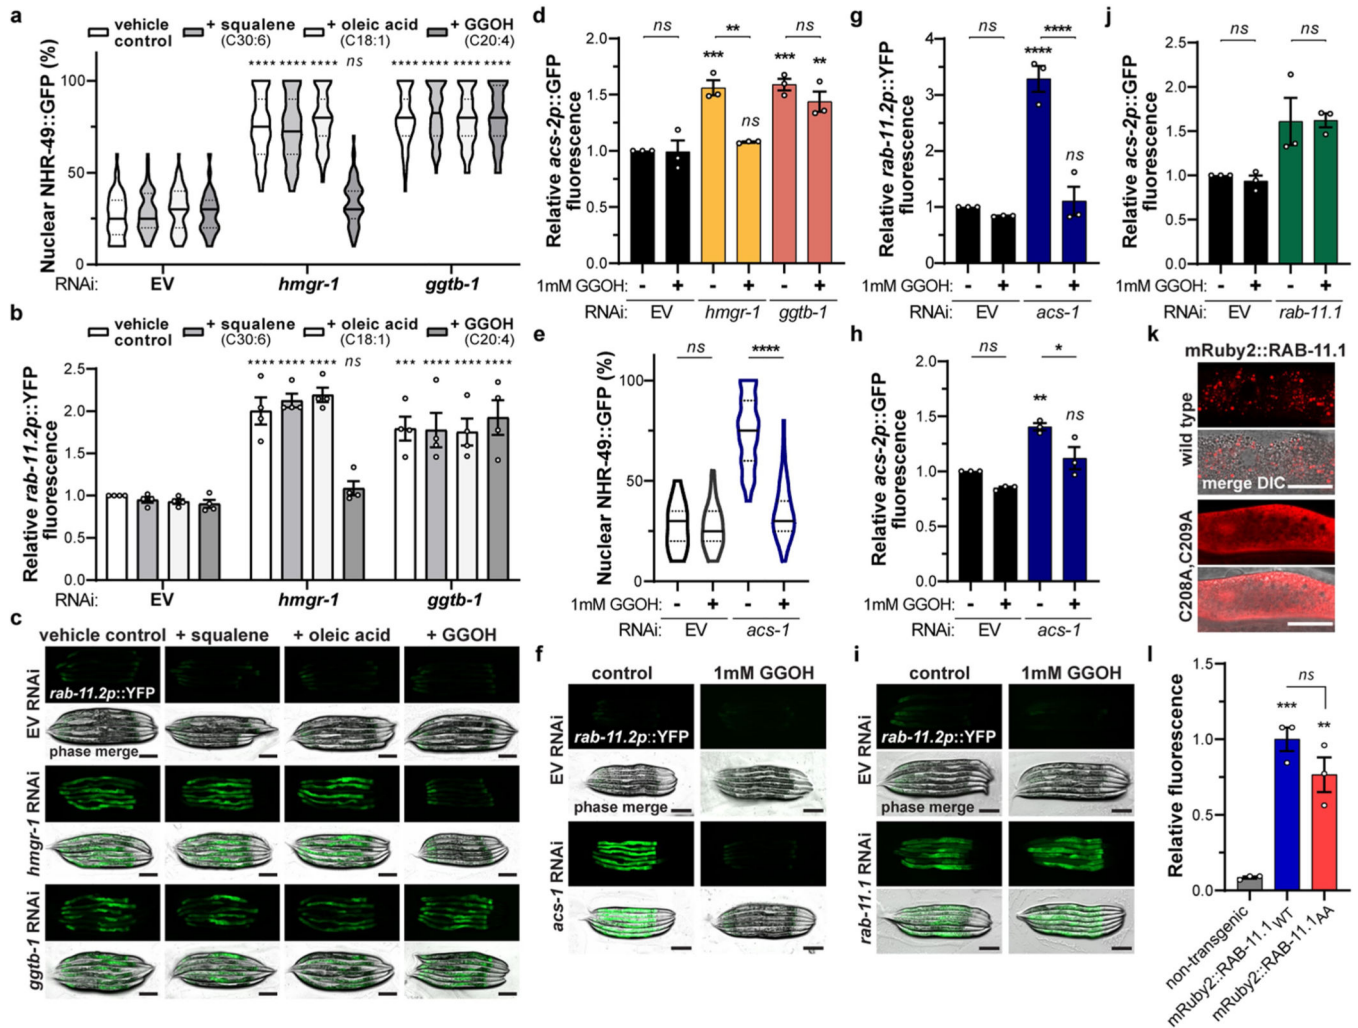 a
vehicle control
+ squalene (C30:6)
+ oleic acid (C18:1)
+ GGOH (C20:4)
Nuclear NHR-49::GFP (%)
100
50
0
**** **** **** ns
**** **** **** ****
RNAi: EV hmgr-1 ggtb-1
b
vehicle control
+ squalene (C30:6)
+ oleic acid (C18:1)
+ GGOH (C20:4)
Relative rab-11.2p::YFP fluorescence
2.5
2.0
1.5
1.0
0.5
0.0
**** **** **** ns
*** **** **** ****
RNAi: EV hmgr-1 ggtb-1
c
vehicle control + squalene + oleic acid + GGOH
EV RNAi
rab-11.2p::YFP
phase merge
hmgr-1 RNAi
ggtb-1 RNAi
d
Relative acs-2p::GFP fluorescence
2.0
1.5
1.0
0.5
0.0
ns ** ns
*** ns *** **
1mM GGOH: - + - + - +
RNAi: EV hmgr-1 ggtb-1
e
Nuclear NHR-49::GFP (%)
100
50
0
ns ****
1mM GGOH: - + - +
RNAi: EV acs-1
f
control 1mM GGOH
EV RNAi
rab-11.2p::YFP
phase merge
acs-1 RNAi
g
Relative rab-11.2p::YFP fluorescence
4
3
2
1
0
ns ****
**** ns
1mM GGOH: - + - +
RNAi: EV acs-1
h
Relative acs-2p::GFP fluorescence
2.0
1.5
1.0
0.5
0.0
ns *
** ns
1mM GGOH: - + - +
RNAi: EV acs-1
i
control 1mM GGOH
EV RNAi
rab-11.2p::YFP
phase merge
rab-11.1 RNAi
j
Relative acs-2p::GFP fluorescence
2.5
2.0
1.5
1.0
0.5
0.0
ns ns
1mM GGOH: - + - +
RNAi: EV rab-11.1
k
mRuby2::RAB-11.1
wild type
merge DIC
C208A,C209A
l
Relative fluorescence
1.5
1.0
0.5
0.0
ns
*** **
non-transgenic
mRuby2::RAB-11.1WT
mRuby2::RAB-11.1AA